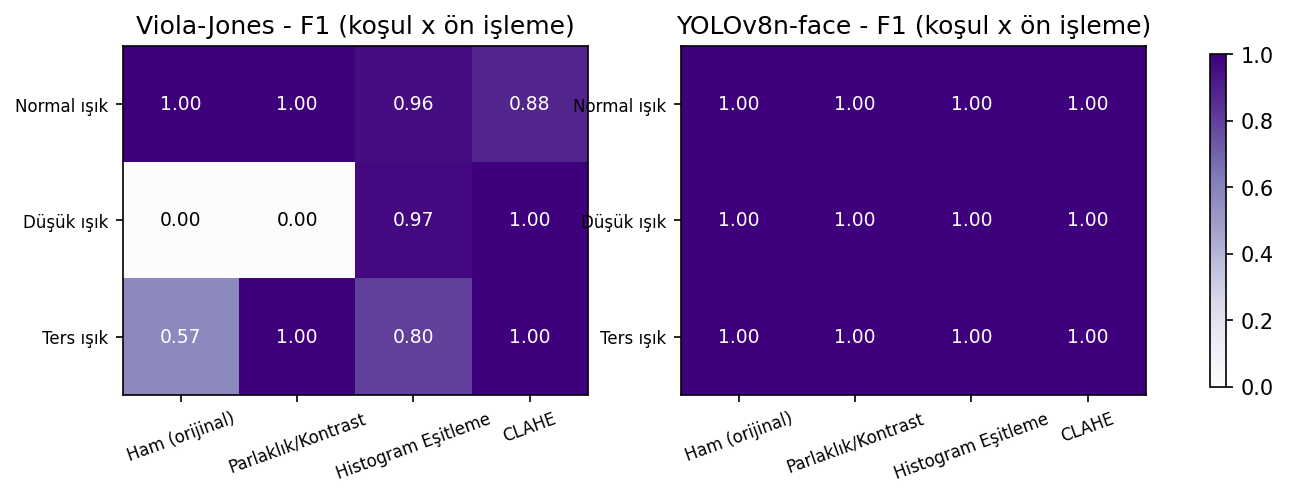 Viola-Jones - F1 (koşul x ön işleme)
Normal ışık 1.00 1.00 0.96 0.88
Düşük ışık 0.00 0.00 0.97 1.00
Ters ışık 0.57 1.00 0.80 1.00
Ham (orijinal) Parlaklık/Kontrast Histogram Eşitleme CLAHE
YOLOv8n-face - F1 (koşul x ön işleme)
Normal ışık 1.00 1.00 1.00 1.00
Düşük ışık 1.00 1.00 1.00 1.00
Ters ışık 1.00 1.00 1.00 1.00
Ham (orijinal) Parlaklık/Kontrast Histogram Eşitleme CLAHE
1.0
0.8
0.6
0.4
0.2
0.0